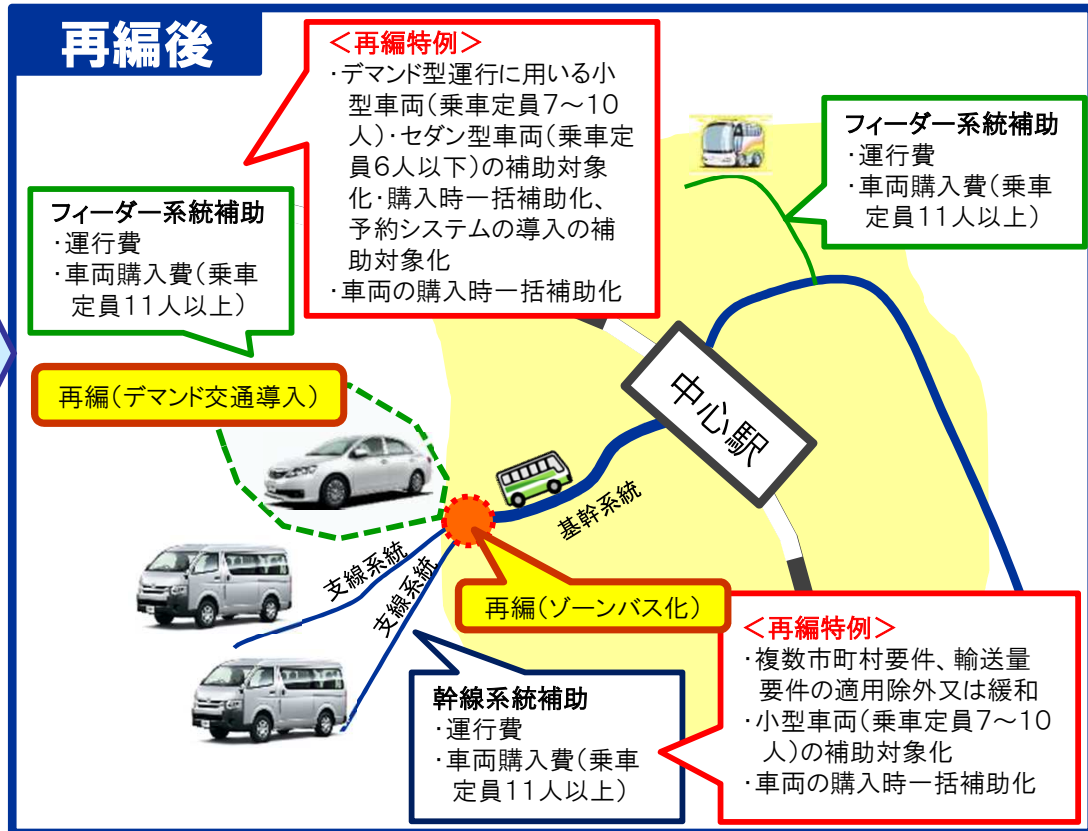 再編後
<再編特例>
・デマンド型運行に用いる小
型車両(乗車定員7～10
人)・セダン型車両(乗車定
員6人以下)の補助対象
化・購入時一括補助化、
予約システムの導入の補
助対象化
・車両の購入時一括補助化
フィーダー系統補助
・運行費
・車両購入費(乗車
定員11人以上)
フィーダー系統補助
・運行費
・車両購入費(乗車
定員11人以上)
再編(デマンド交通導入)
中心駅
基幹系統
支線系統
支線系統
再編(ゾーンバス化)
幹線系統補助
・運行費
・車両購入費(乗車
定員11人以上)
<再編特例>
・複数市町村要件、輸送量
要件の適用除外又は緩和
・小型車両(乗車定員7～10
人)の補助対象化
・車両の購入時一括補助化